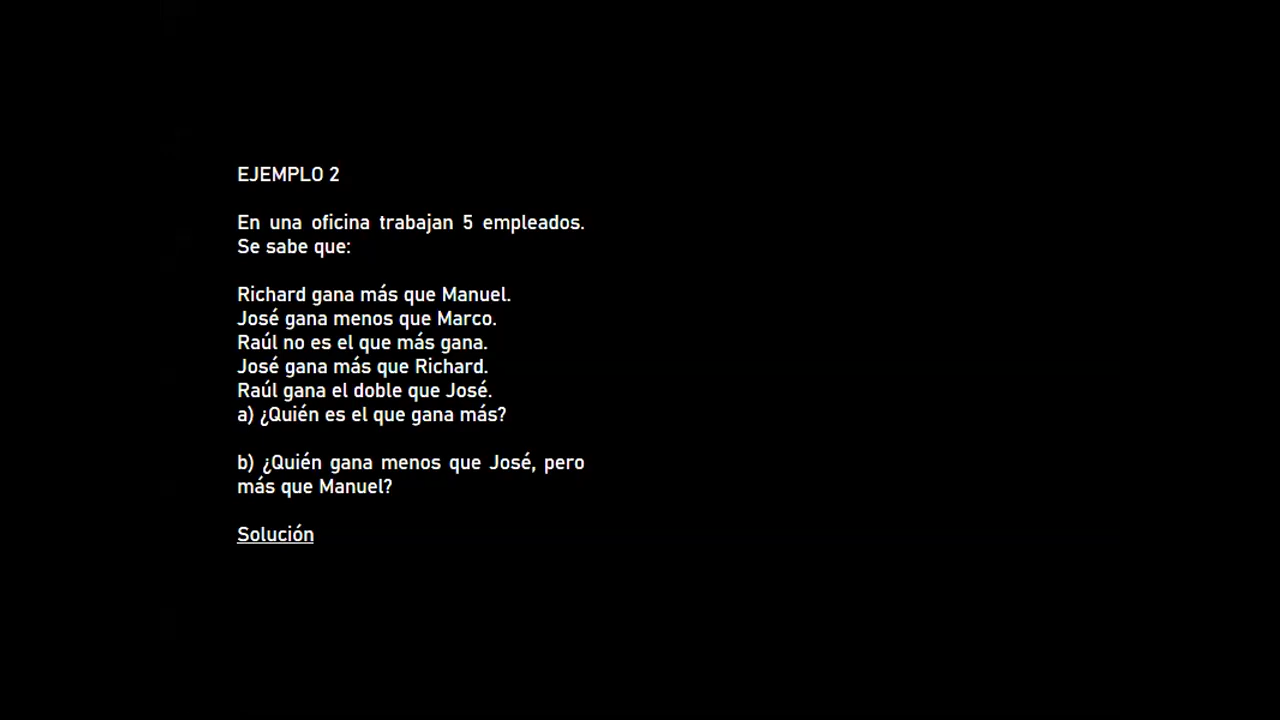 EJEMPLO 2
En una oficina trabajan 5 empleados.
Se sabe que:
Richard gana más que Manuel.
José gana menos que Marco.
Raúl no es el que más gana.
José gana más que Richard.
Raúl gana el doble que José.
a) ¿Quién es el que gana más?
b) ¿Quién gana menos que José, pero
más que Manuel?
Solución